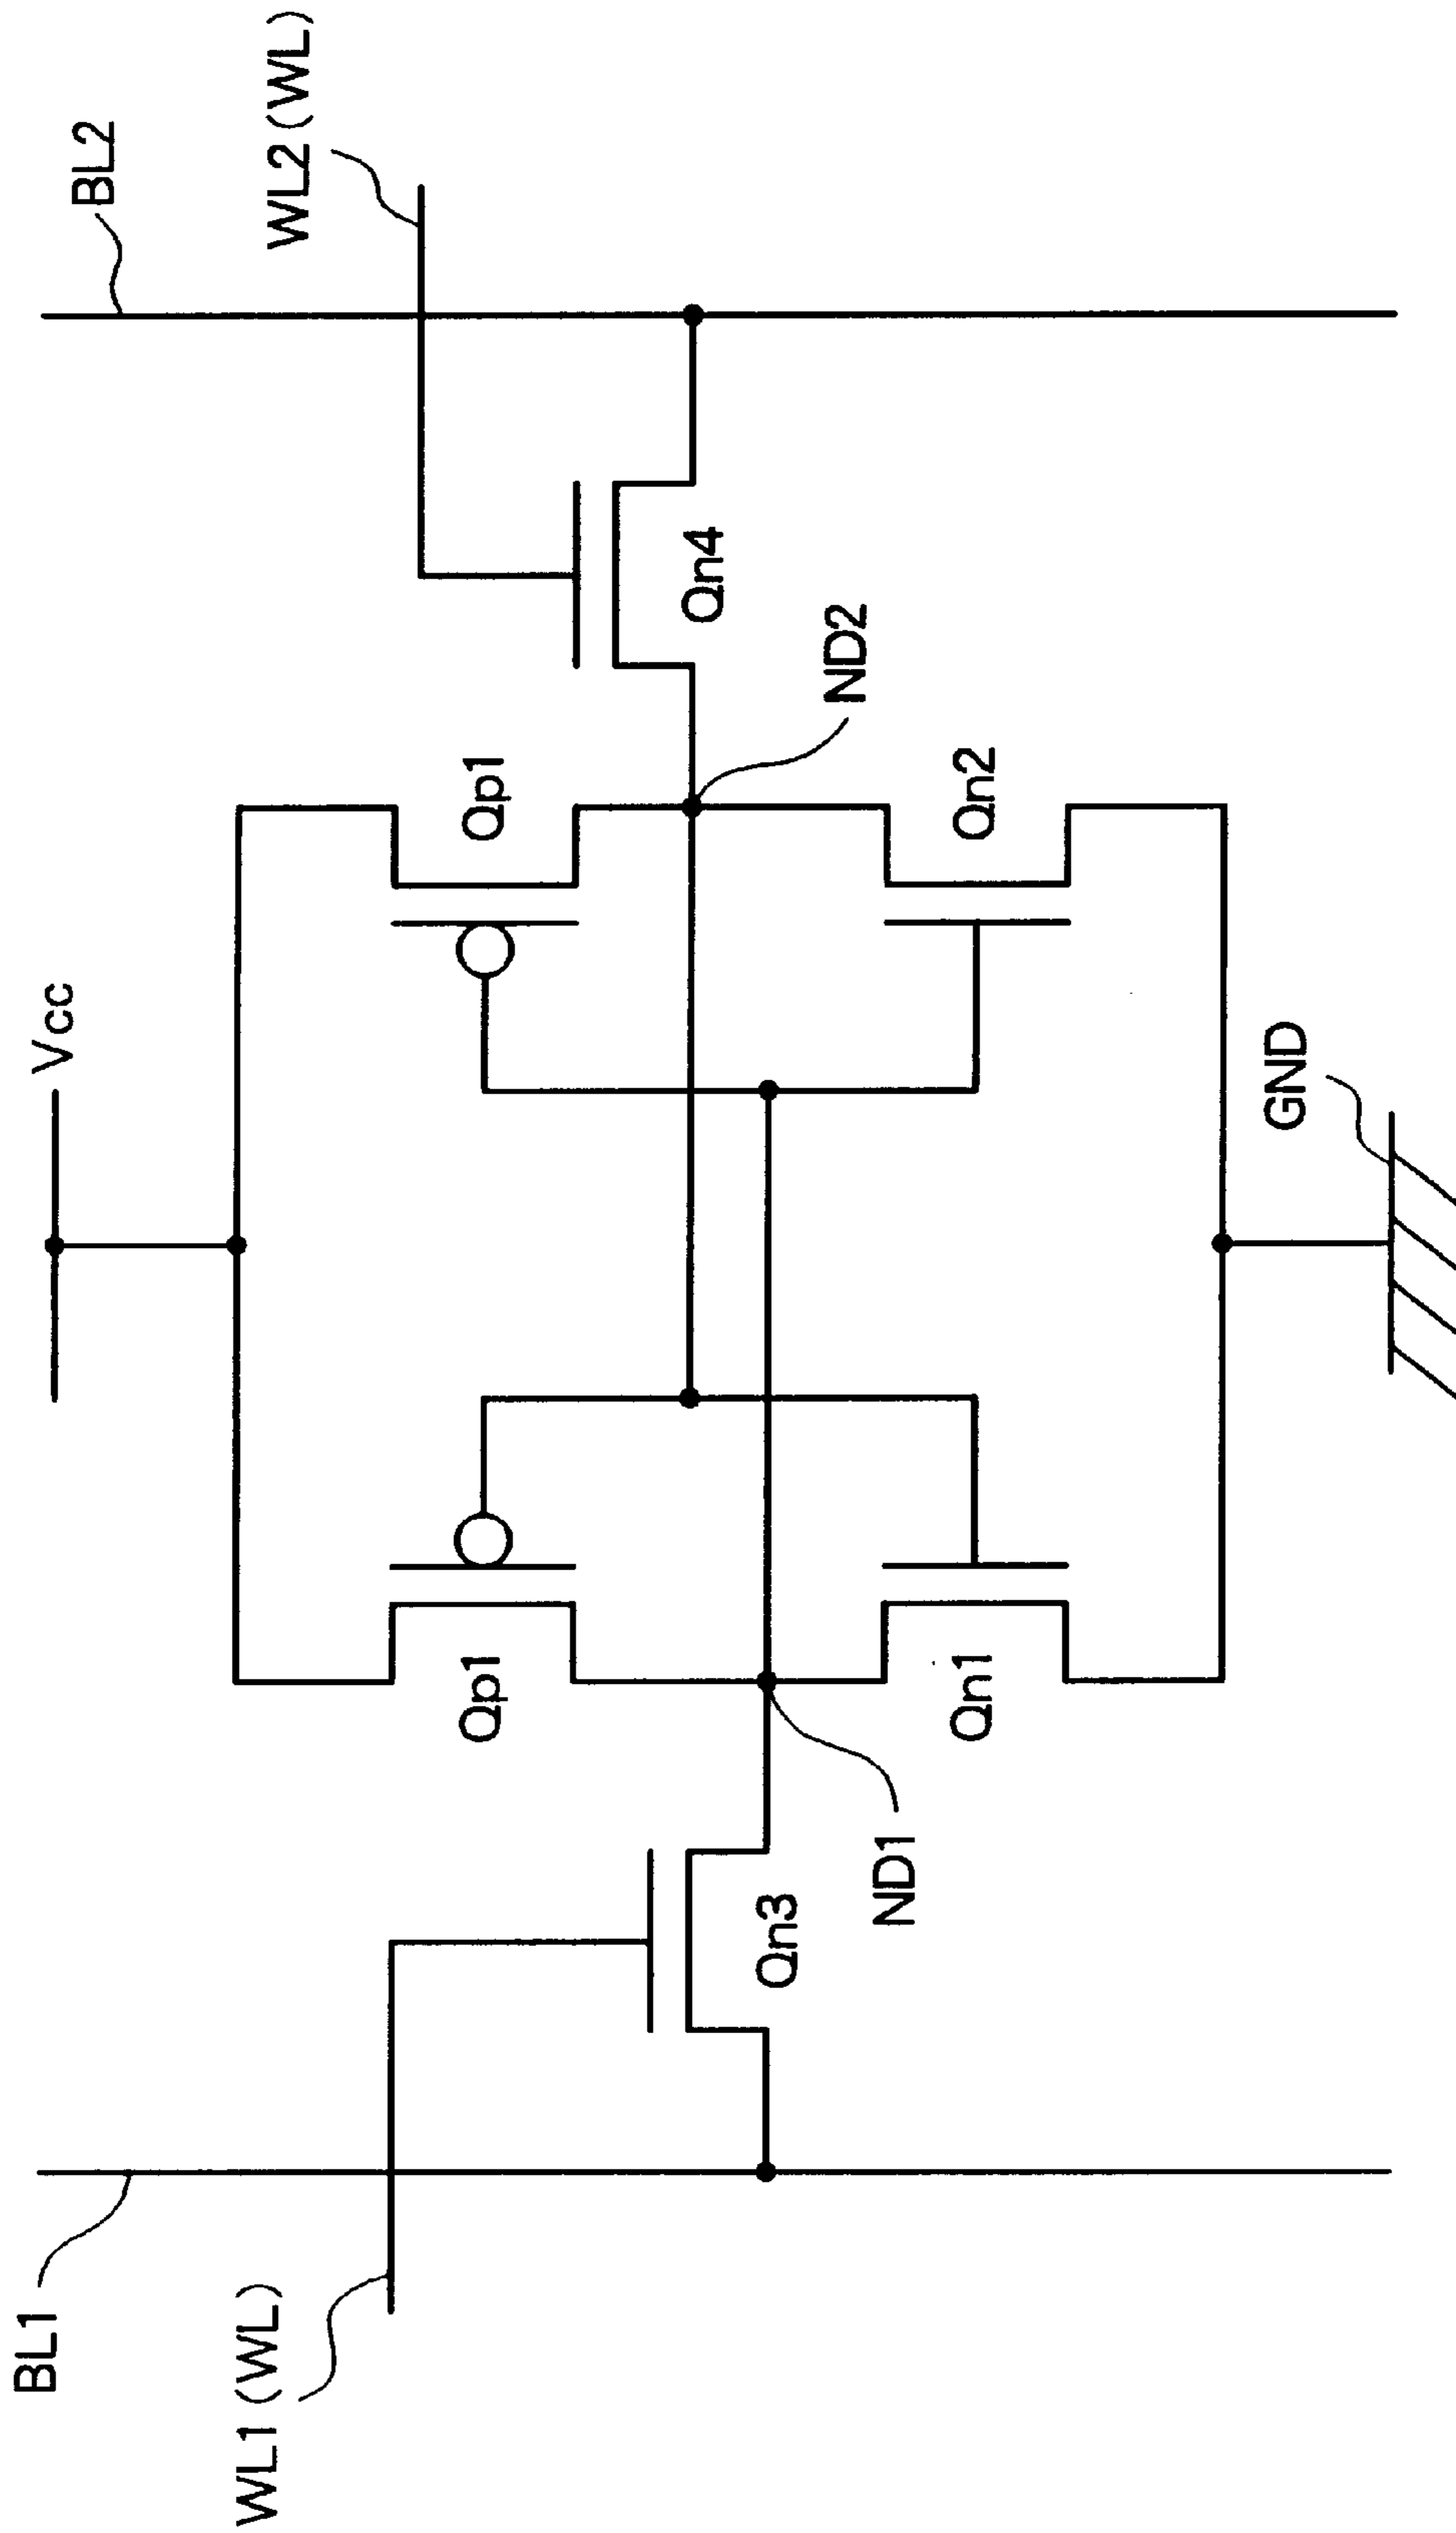 Vcc
BL1
BL2
WL1(WL)
WL2(WL)
Qp1
Qp1
Qn3
Qn4
ND1
ND2
Qn1
Qn2
GND